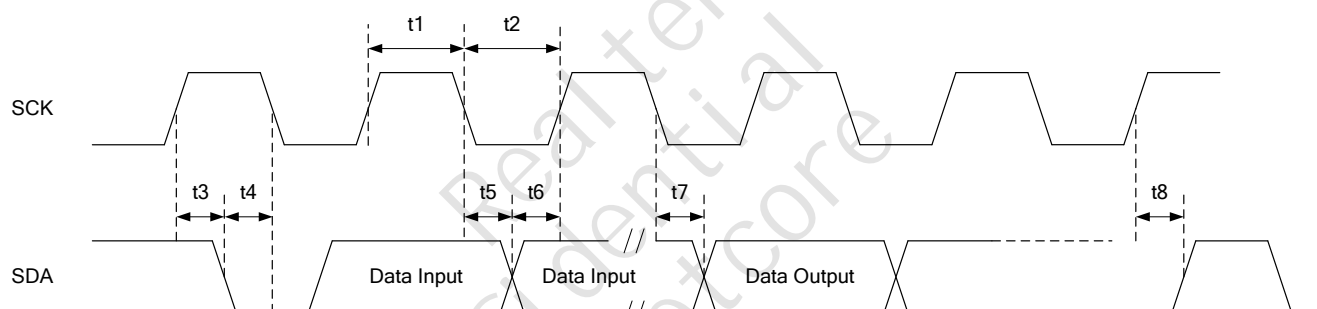 t1 t2
SCK
t3 t4 t5 t6 t7 t8
SDA Data Input Data Input Data Output